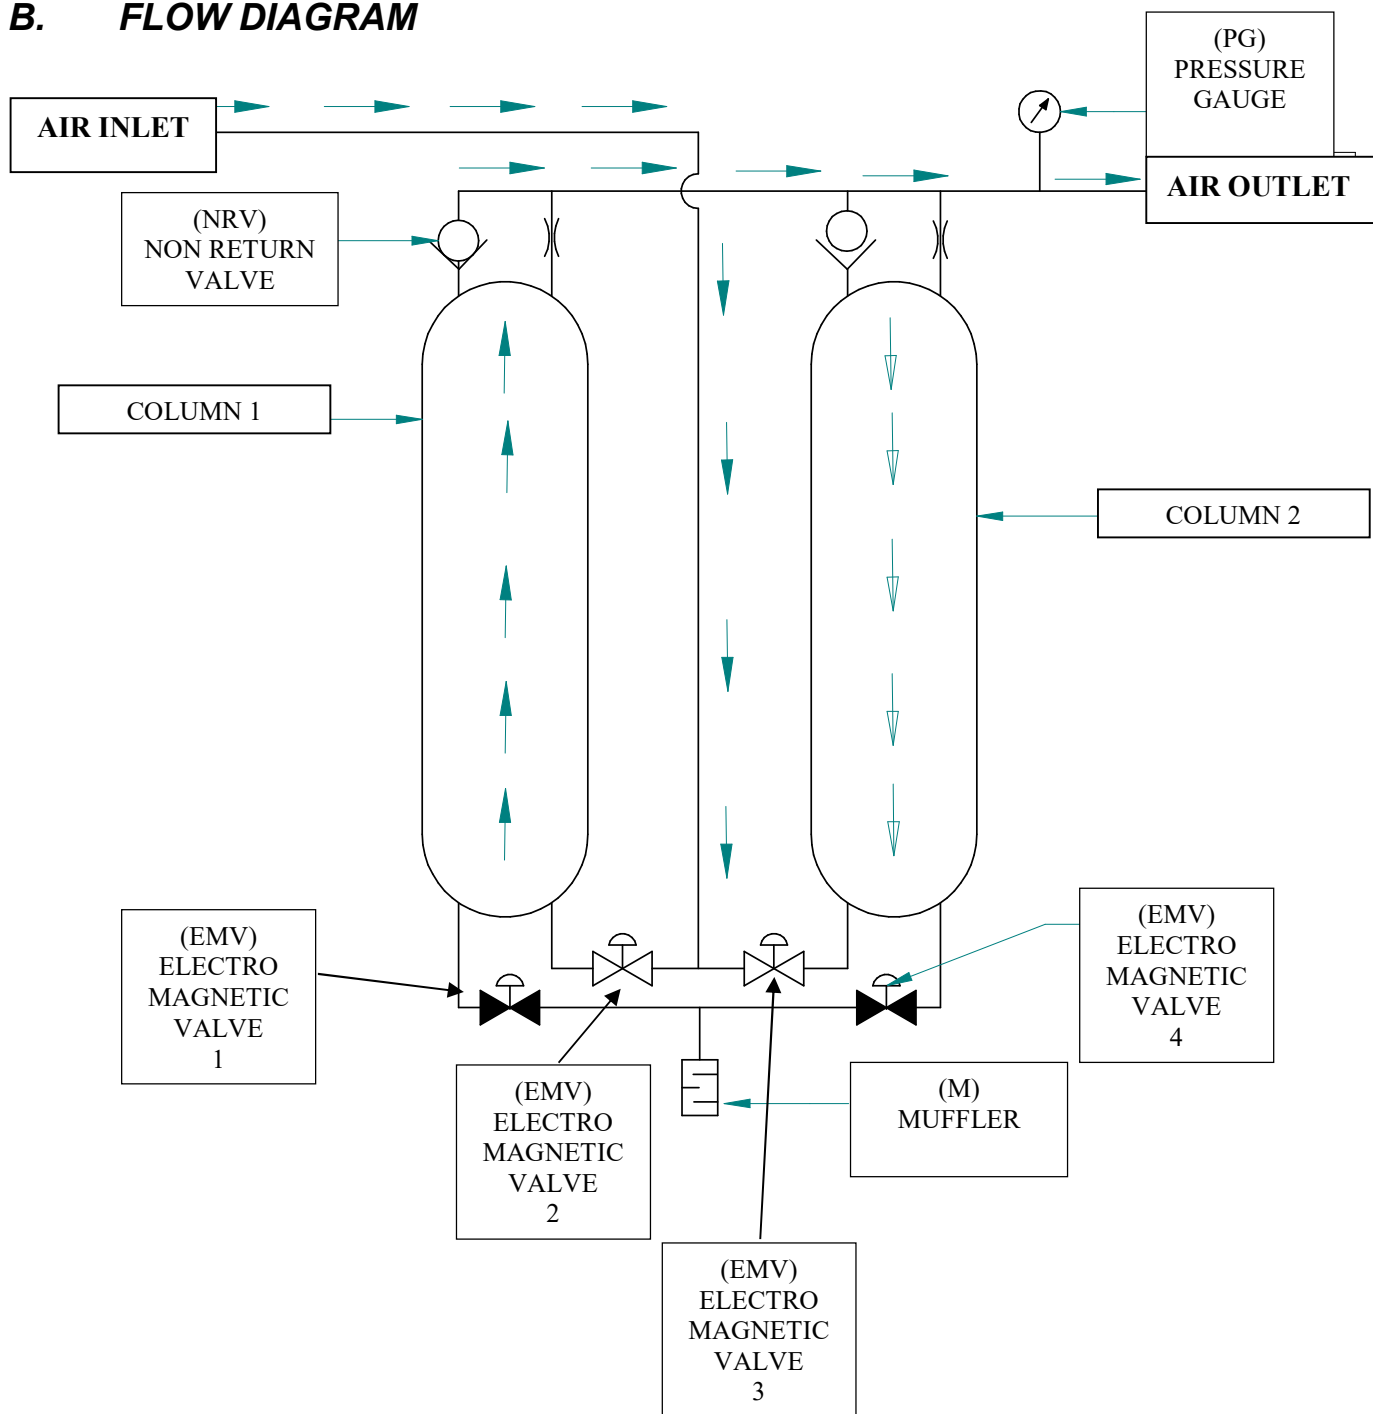 B. FLOW DIAGRAM
(PG)
PRESSURE
GAUGE
AIR INLET
AIR OUTLET
(NRV)
NON RETURN
VALVE
COLUMN 1
COLUMN 2
(EMV)
ELECTRO
MAGNETIC
VALVE
1
(EMV)
ELECTRO
MAGNETIC
VALVE
4
(EMV)
ELECTRO
MAGNETIC
VALVE
2
(M)
MUFFLER
(EMV)
ELECTRO
MAGNETIC
VALVE
3